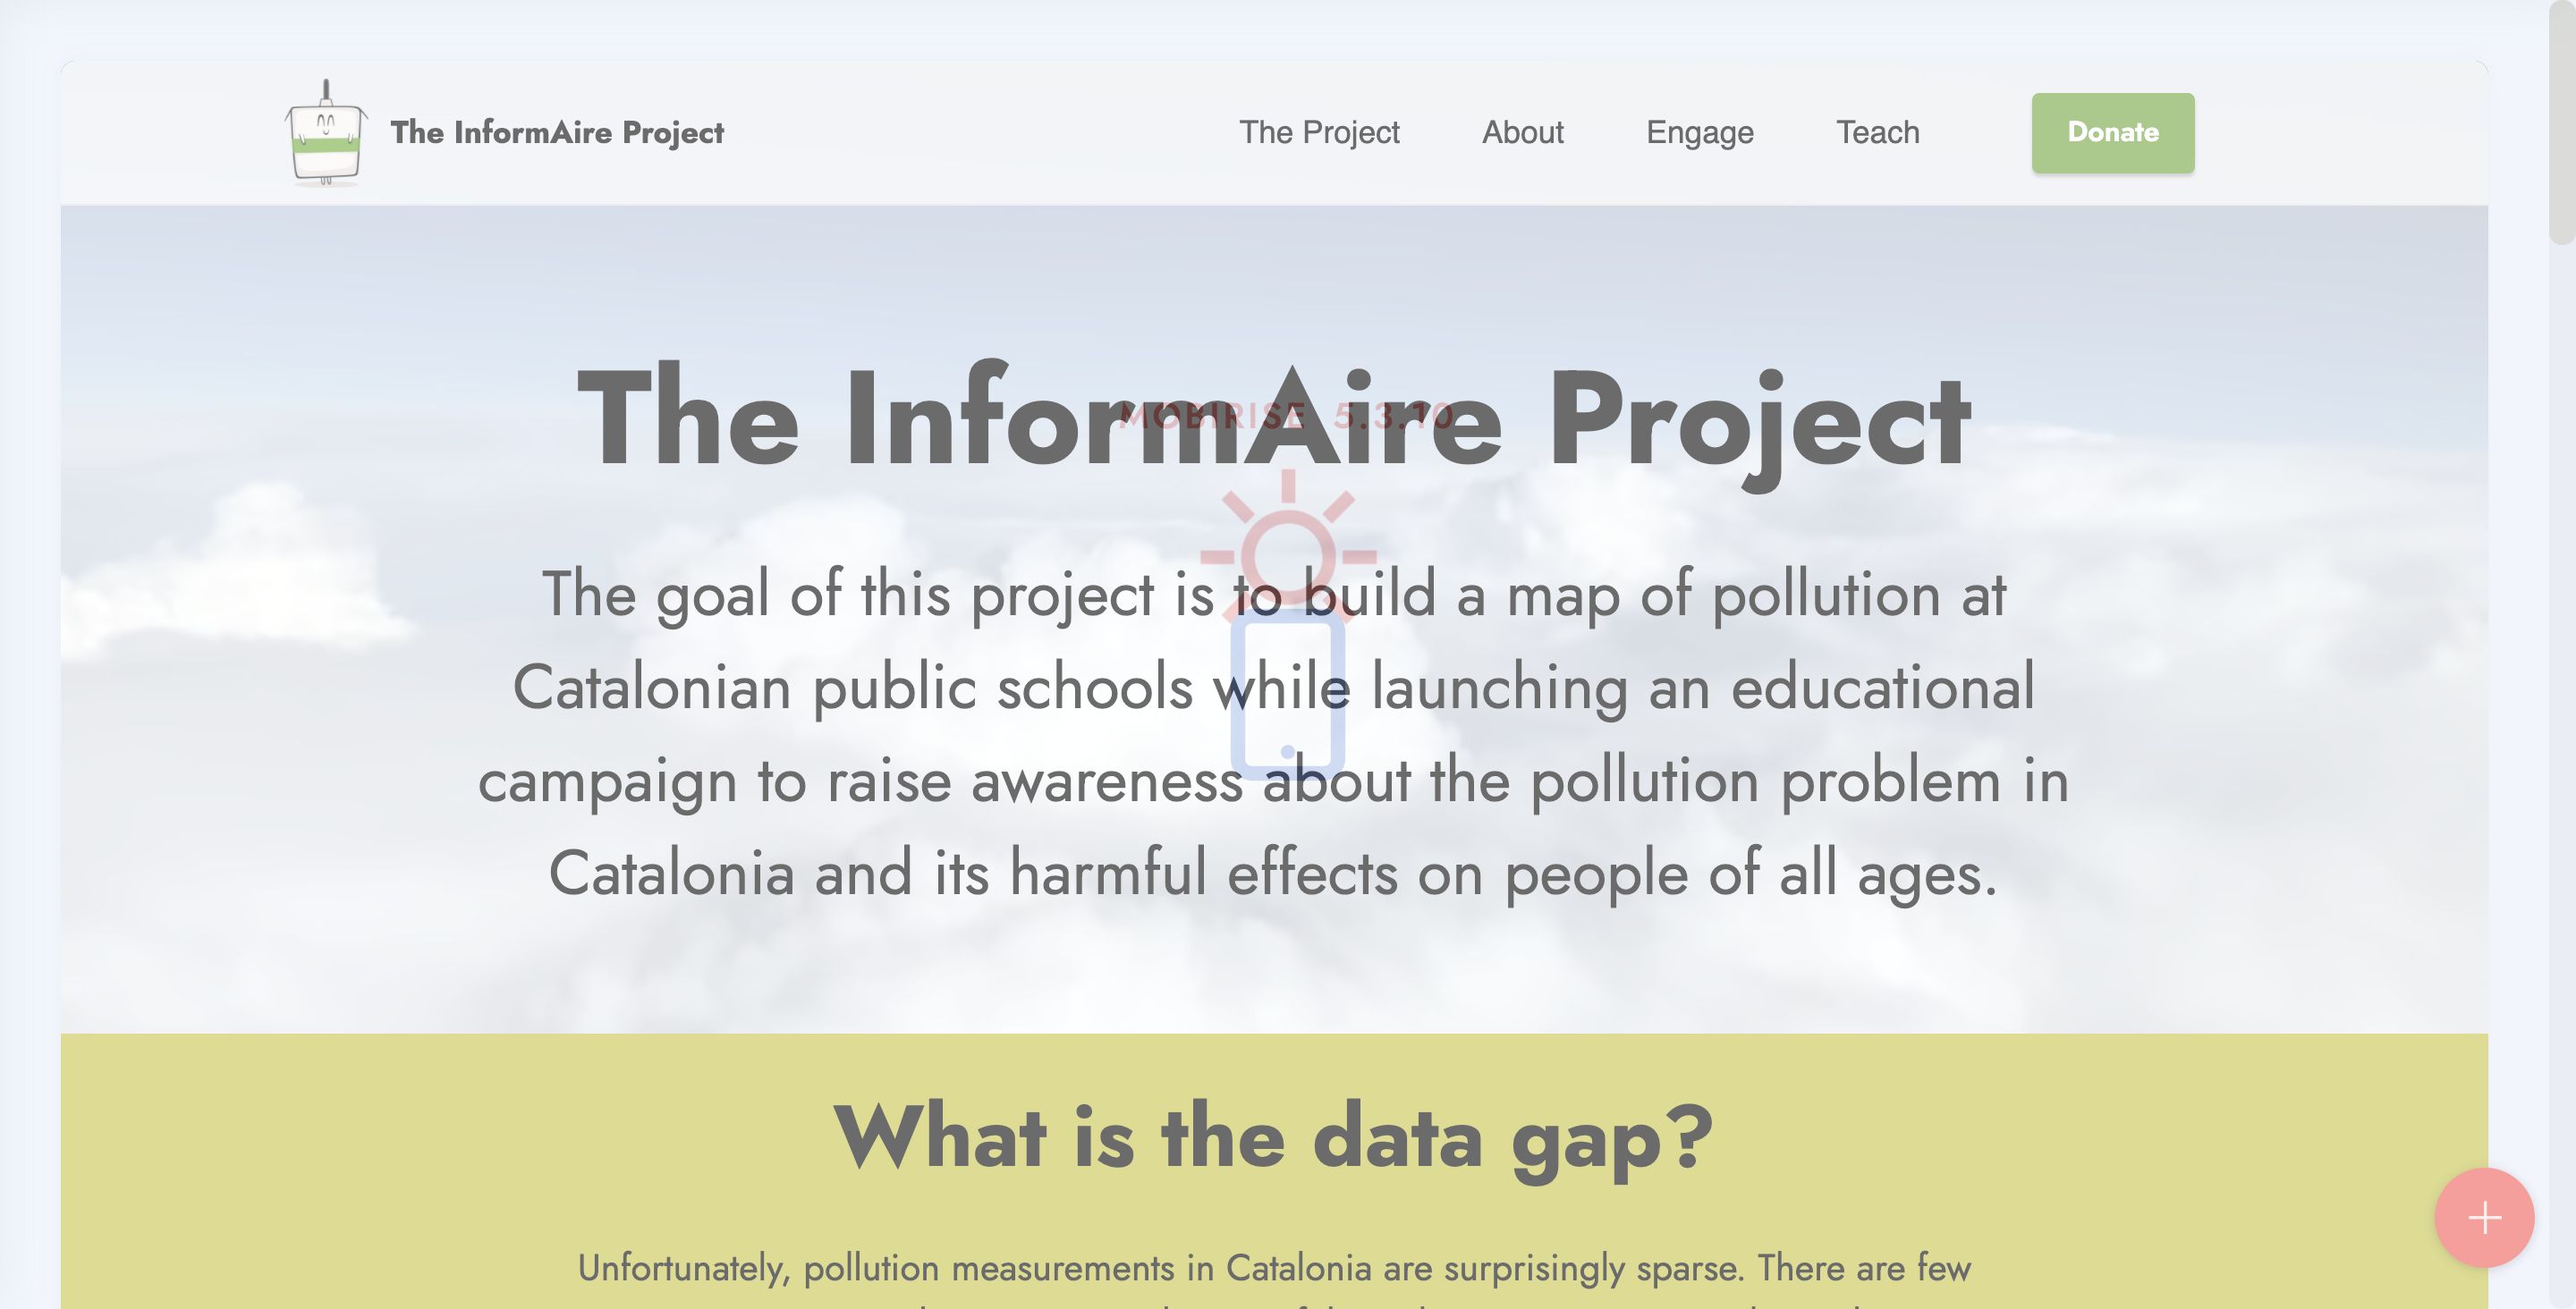 The InformAire Project
The Project
About
Engage
Teach
Donate
The InformAire Project
MOBIRISE 5.3.10
The goal of this project is to build a map of pollution at
Catalonian public schools while launching an educational
campaign to raise awareness about the pollution problem in
Catalonia and its harmful effects on people of all ages.
What is the data gap?
Unfortunately, pollution measurements in Catalonia are surprisingly sparse. There are few